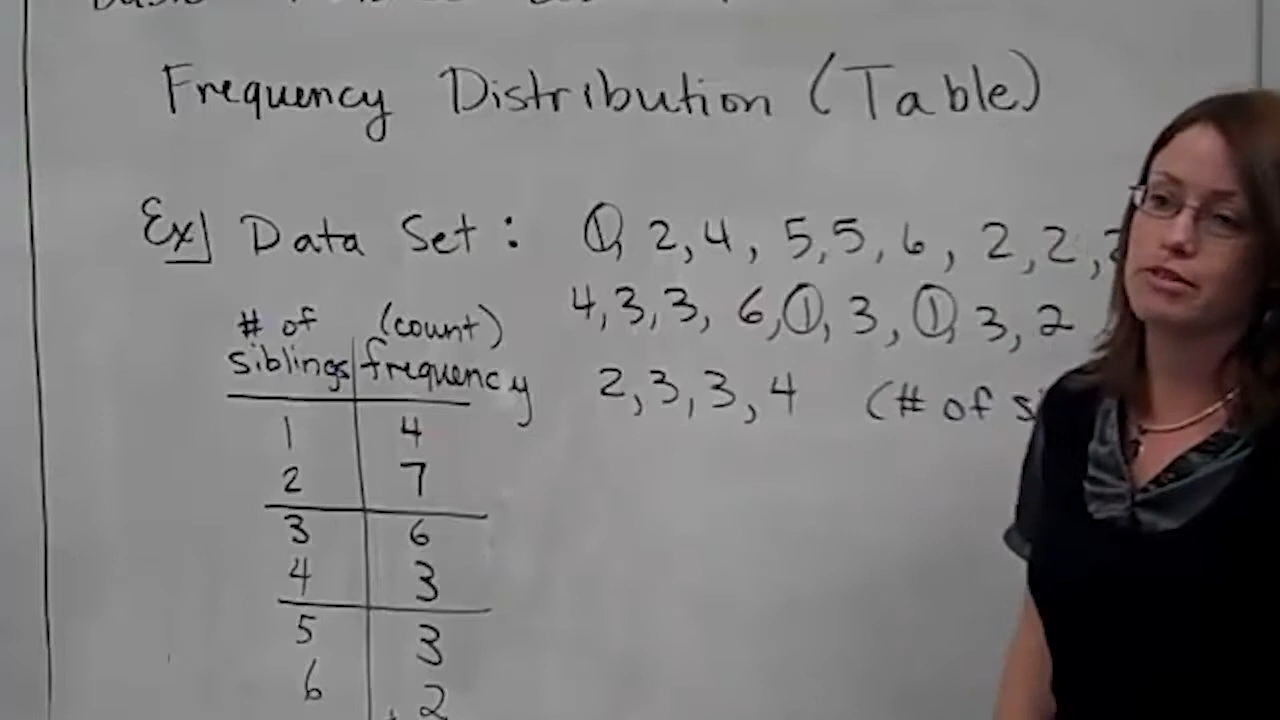 Frequency Distribution (Table)
Ex] Data Set: 1, 2, 4, 5, 5, 6, 2, 2,
4, 3, 3, 6, 1, 3, 1, 3, 2
2, 3, 3, 4 (# of
# of (count)
siblings frequency
1 4
2 7
3 6
4 3
5 3
6 2